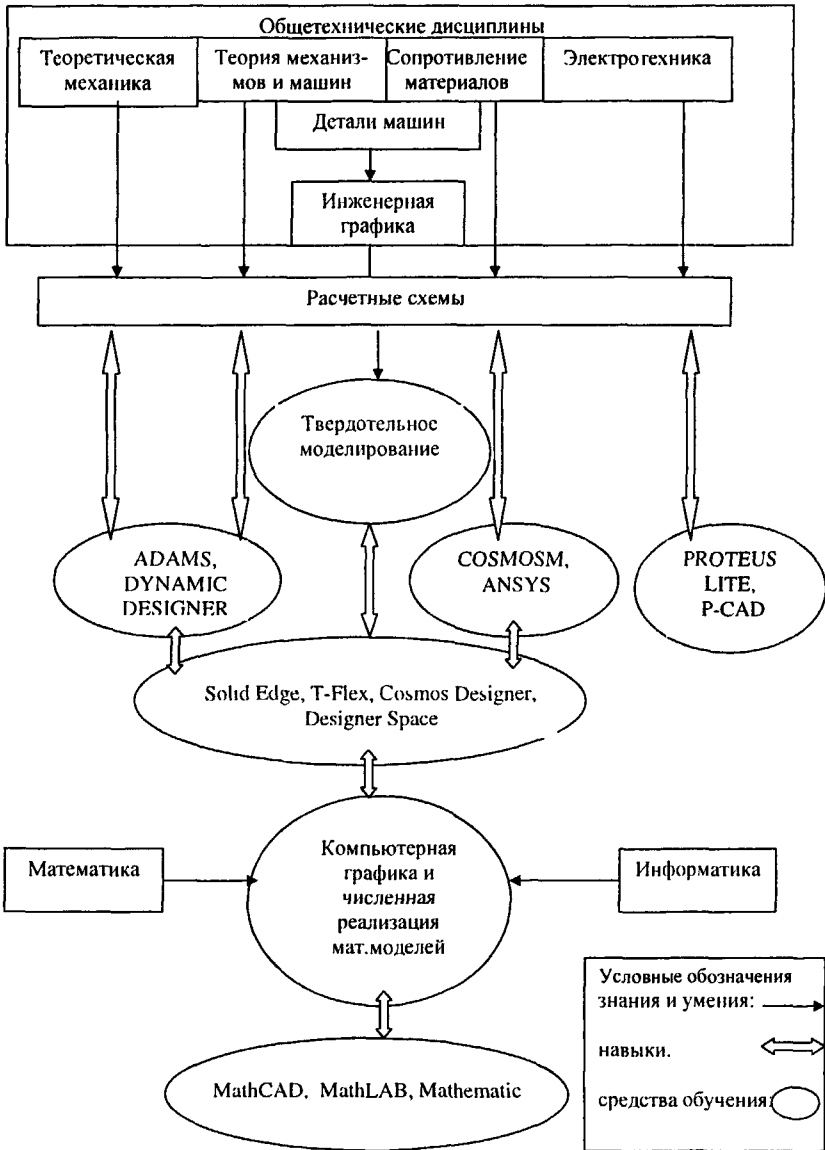 Общетехнические дисциплины
Теоретическая
механика
Теория механиз-
мов и машин
Сопротивление
материалов
Электротехника
Детали машин
Инженерная
графика
Расчетные схемы
Твердотельное
моделирование
ADAMS,
DYNAMIC
DESIGNER
COSMOSM,
ANSYS
PROTEUS
LITE,
P-CAD
Solid Edge, T-Flex, Cosmos Designer,
Designer Space
Математика
Компьютерная
графика и
численная
реализация
мат.моделей
Информатика
MathCAD, MathLAB, Mathematic
Условные обозначения
знания и умения:
навыки.
средства обучения: